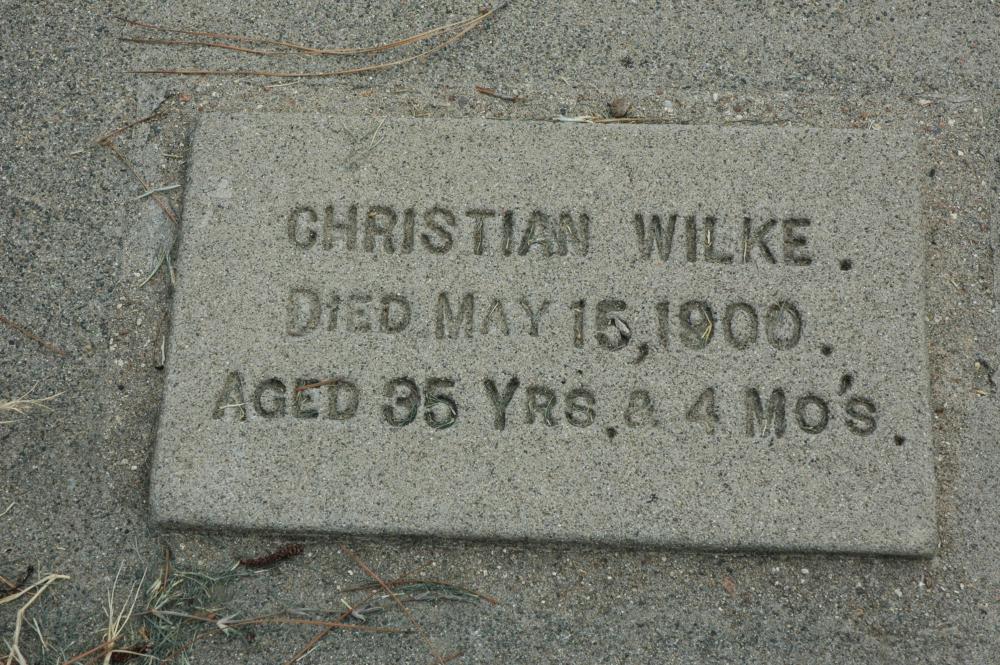 CHRISTIAN WILKE.
DIED MAY 15, 1900.
AGED 35 YRS. & 4 MO'S.